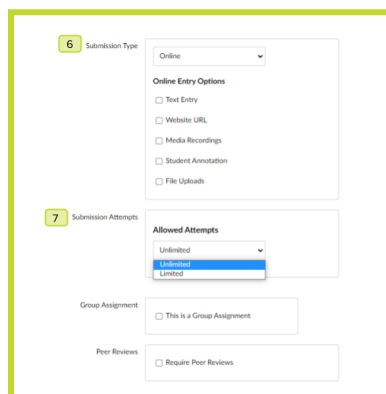 6 Submission Type
Online
Online Entry Options
Text Entry
Website URL
Media Recordings
Student Annotation
File Uploads
7 Submission Attempts
Allowed Attempts
Unlimited
Unlimited
Limited
Group Assignment
This is a Group Assignment
Peer Reviews
Require Peer Reviews